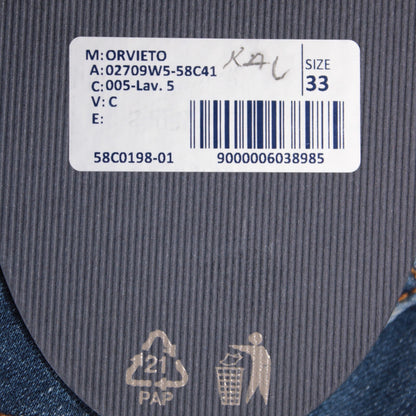 M: ORVIETO
A: 02709W5-58C41
C: 005-Lav. 5
V: C
E:
SIZE
33
58C0198-01
9000006038985
21
PAP